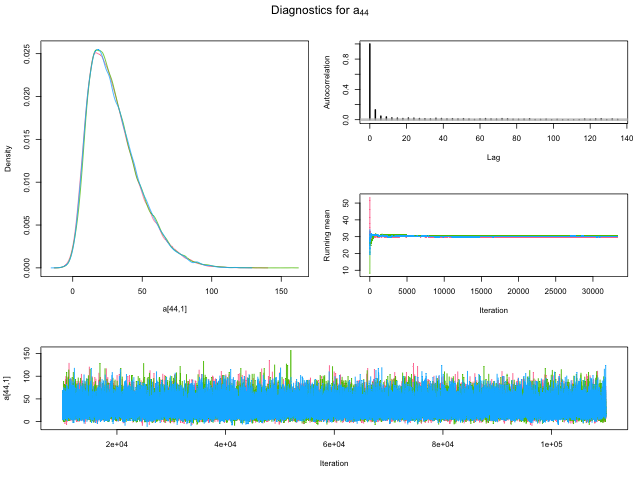 Diagnostics for a₄₄
Density
0.000 0.005 0.010 0.015 0.020 0.025
0 50 100 150
a[44,1]
Autocorrelation
0.0 0.4 0.8
0 20 40 60 80 100 120 140
Lag
Running mean
10 20 30 40 50
0 5000 10000 15000 20000 25000 30000
Iteration
a[44,1]
0 50 100 150
2e+04 4e+04 6e+04 8e+04 1e+05
Iteration